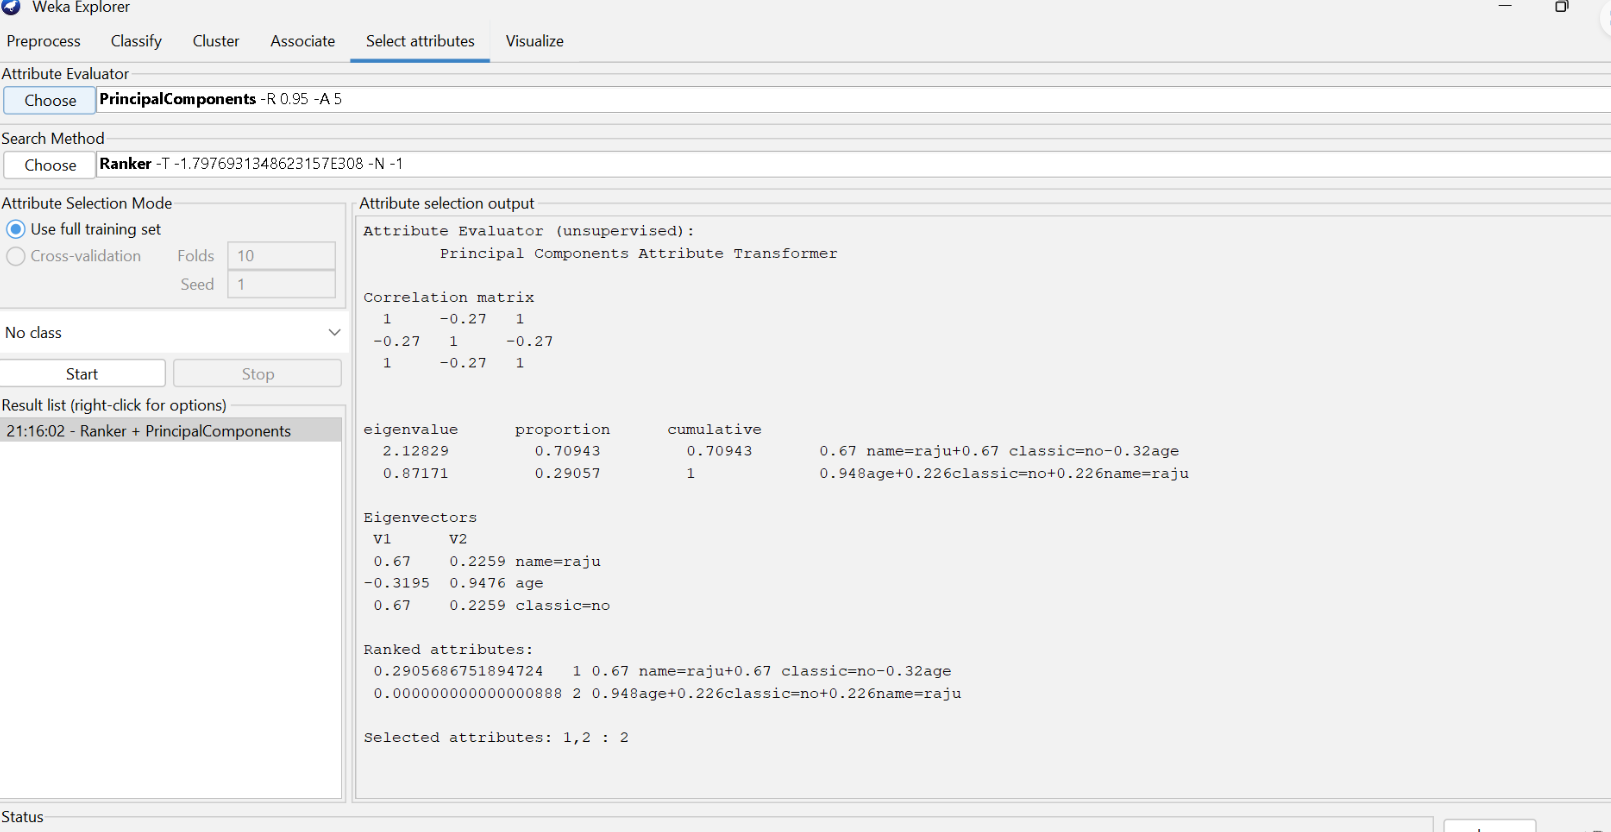 Weka Explorer
Preprocess Classify Cluster Associate Select attributes Visualize
Attribute Evaluator
Choose PrincipalComponents -R 0.95 -A 5
Search Method
Choose Ranker -T -1.7976931348623157E308 -N -1
Attribute Selection Mode
Use full training set
Cross-validation Folds 10
Seed 1
No class
Start Stop
Result list (right-click for options)
21:16:02 - Ranker + PrincipalComponents
Attribute selection output
Attribute Evaluator (unsupervised):
Principal Components Attribute Transformer
Correlation matrix
1 -0.27 1
-0.27 1 -0.27
1 -0.27 1
eigenvalue proportion cumulative
2.12829 0.70943 0.70943 0.67 name=raju+0.67 classic=no-0.32age
0.87171 0.29057 1 0.948age+0.226classic=no+0.226name=raju
Eigenvectors
V1 V2
0.67 0.2259 name=raju
-0.3195 0.9476 age
0.67 0.2259 classic=no
Ranked attributes:
0.2905686751894724 1 0.67 name=raju+0.67 classic=no-0.32age
0.000000000000000888 2 0.948age+0.226classic=no+0.226name=raju
Selected attributes: 1,2 : 2
Status